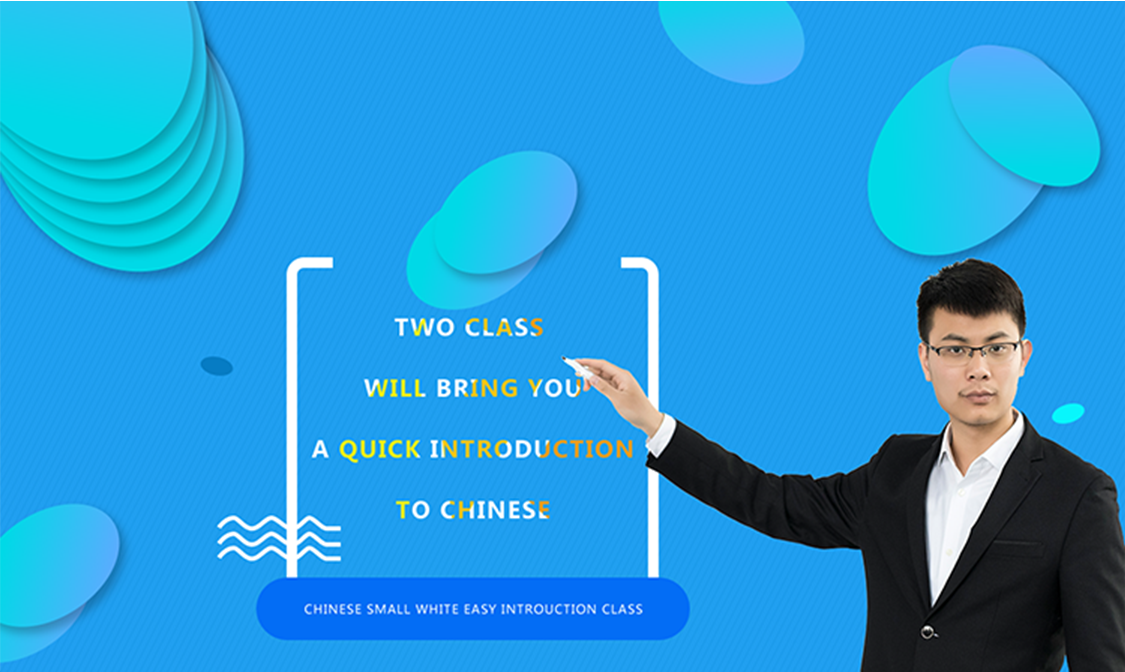 TWO CLASS
WILL BRING YOU
A QUICK INTRODUCTION
TO CHINESE
CHINESE SMALL WHITE EASY INTROUCTION CLASS